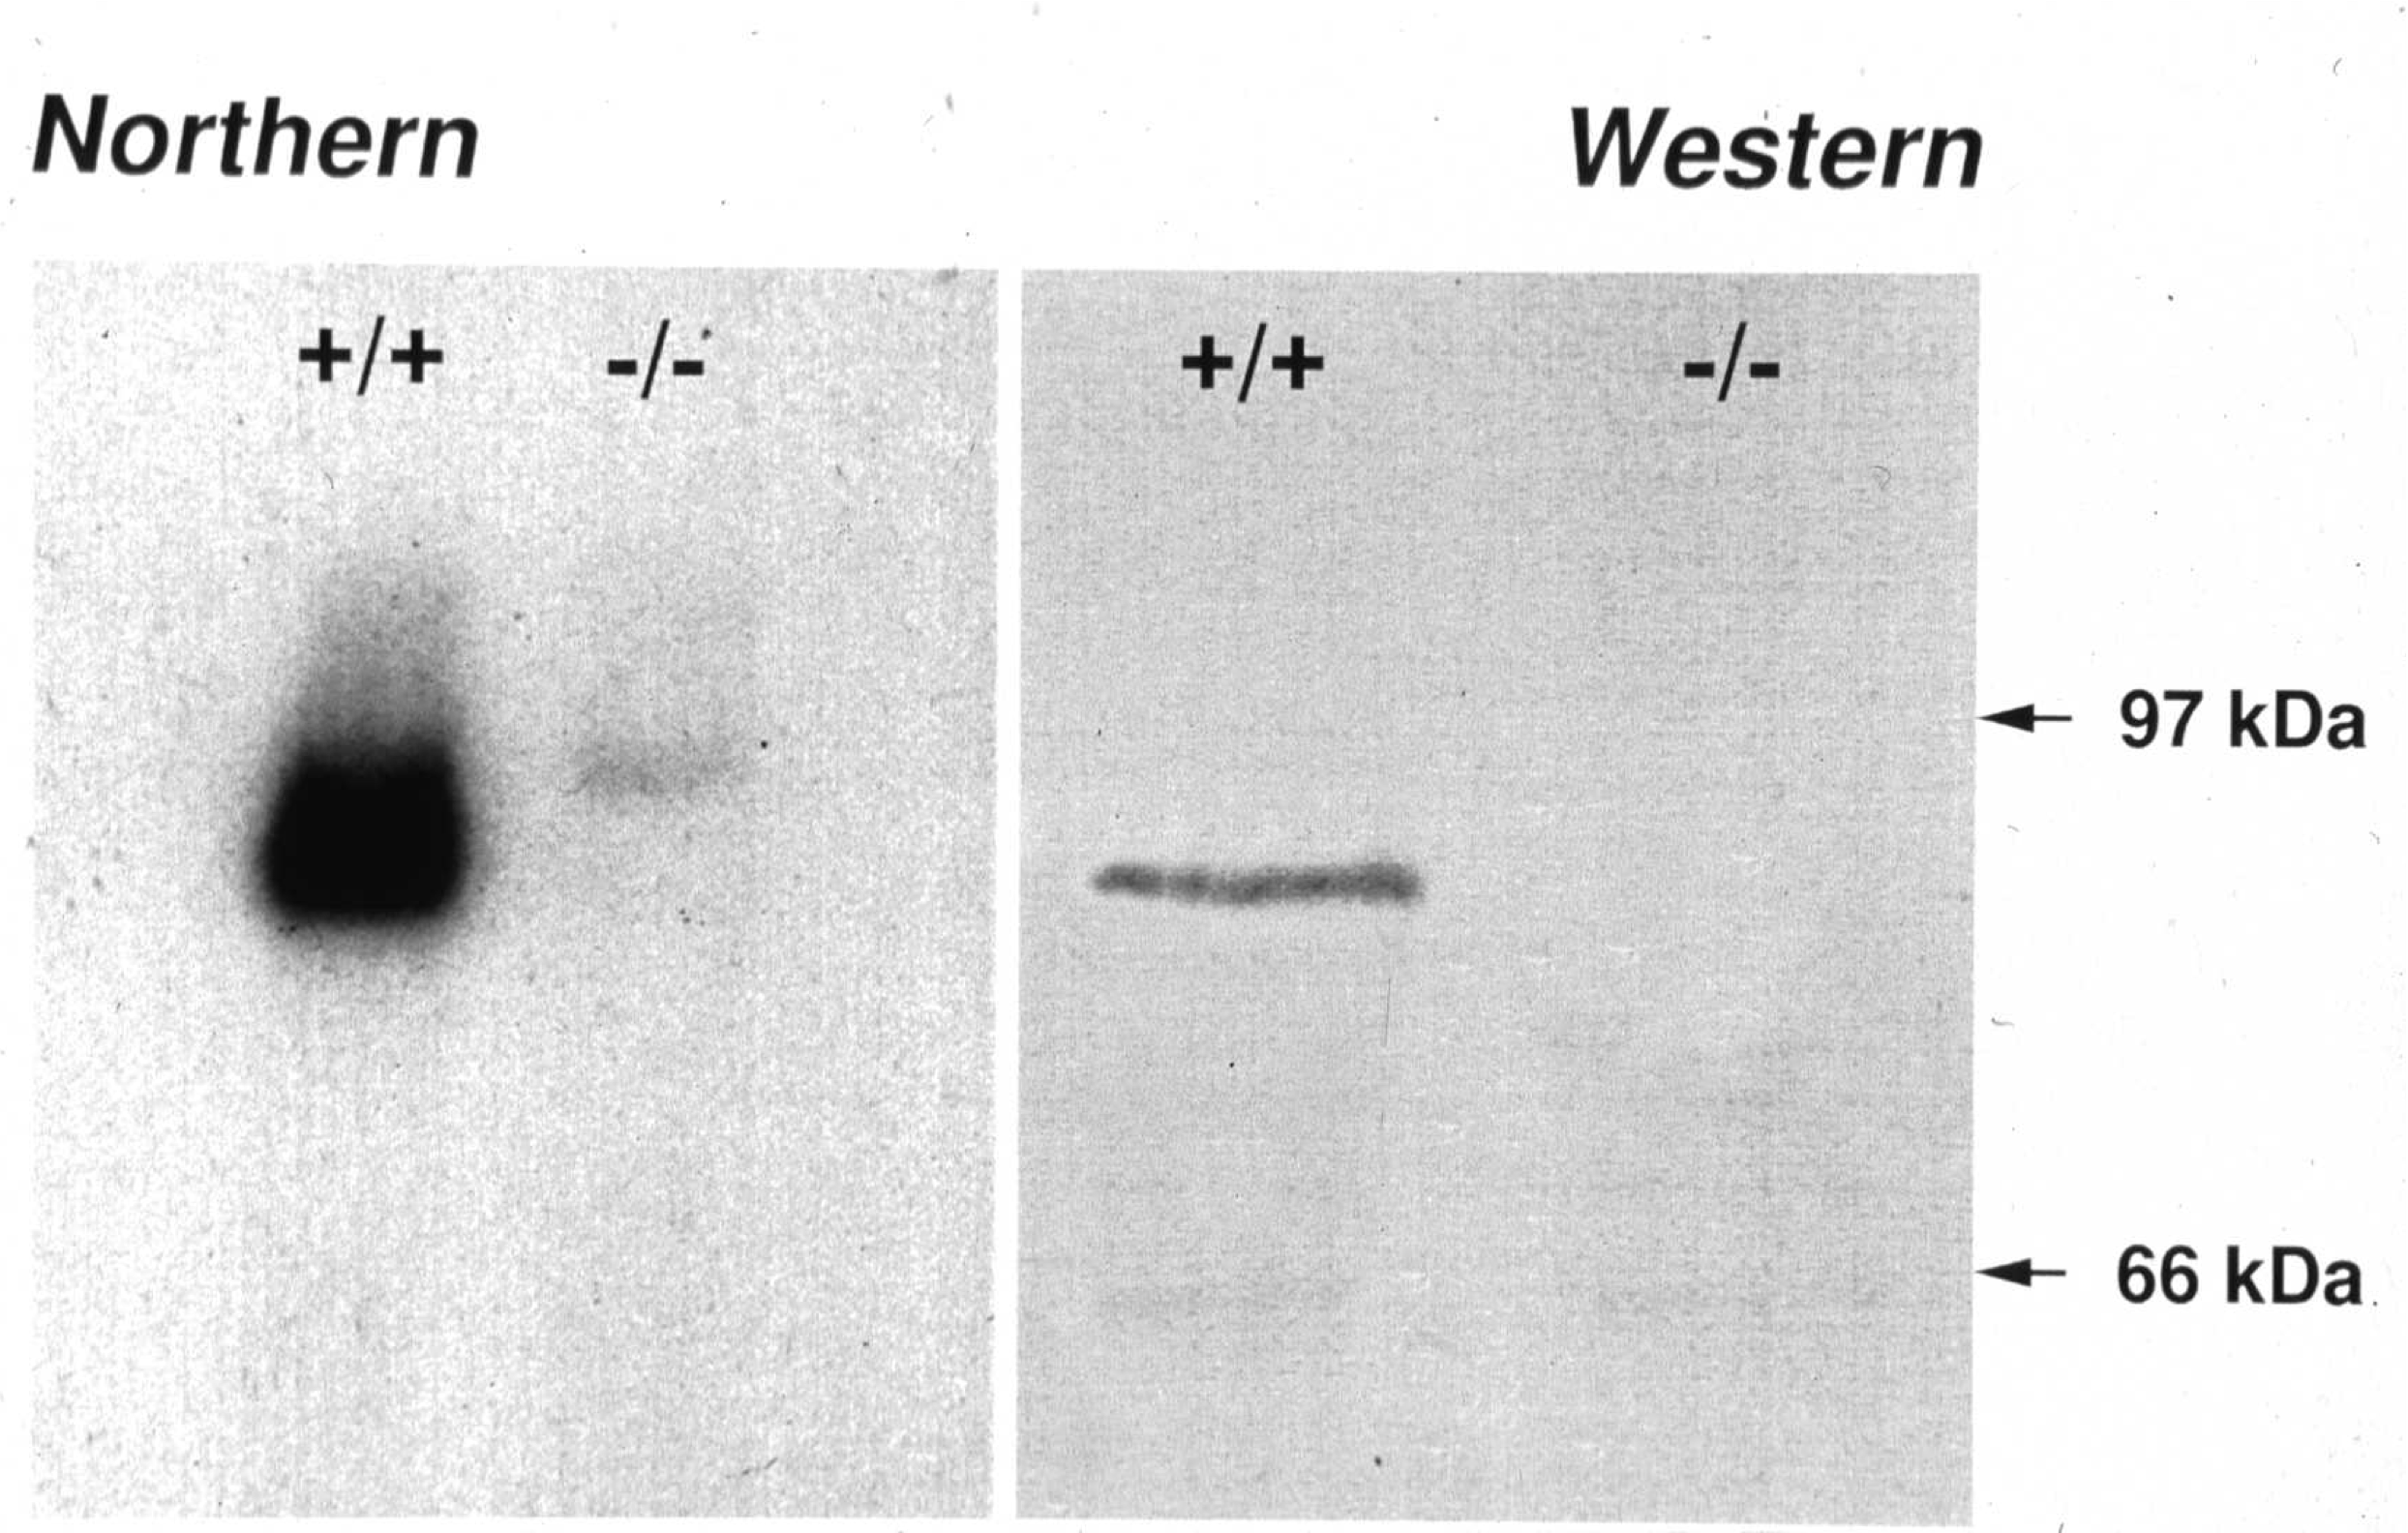 Northern Western
+/+ -/- +/+ -/-
97 kDa
66 kDa